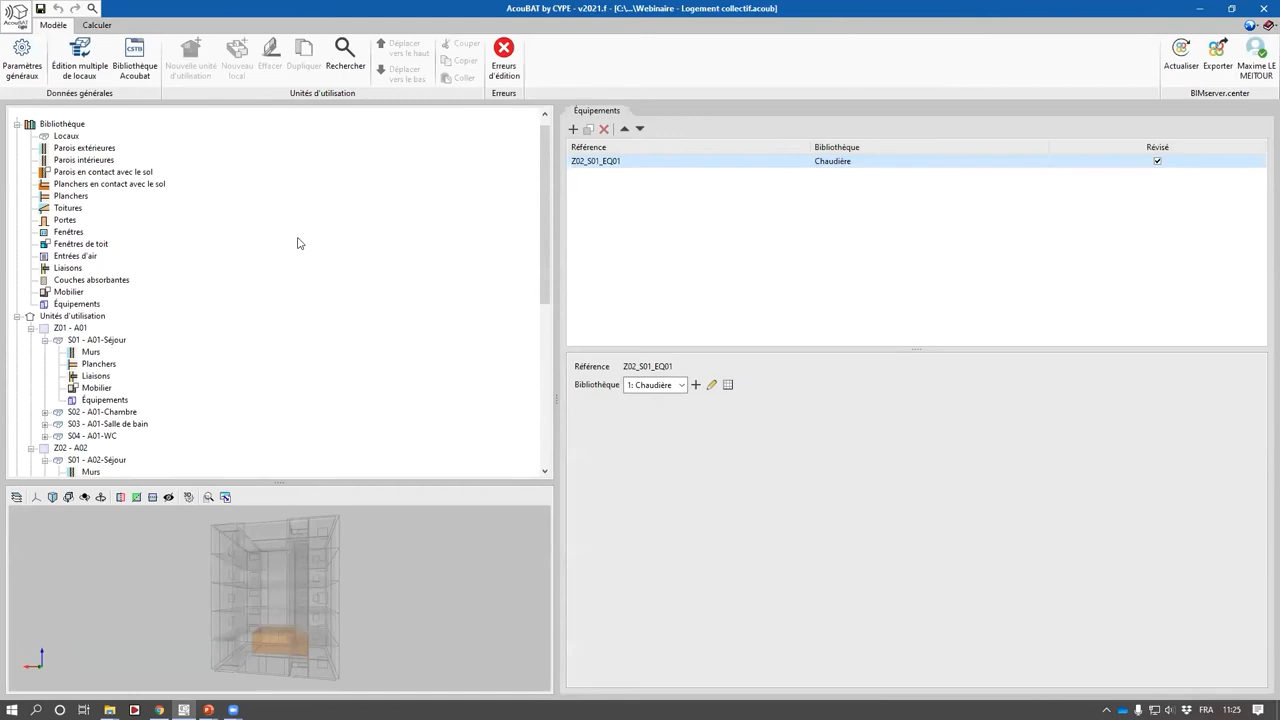 AcouBAT by CYPE - v2021.f - [C:\...\Webinaire - Logement collectif.acoub]
AcouBAT
Modèle
Calculer
Paramètres généraux
Édition multiple de locaux
Bibliothèque Acoubat
Nouvelle unité d'utilisation
Nouveau local
Effacer
Dupliquer
Rechercher
Déplacer vers le haut
Déplacer vers le bas
Couper
Copier
Coller
Erreurs d'édition
Actualiser
Exporter
Maxime LE MEITOUR
Données générales
Unités d'utilisation
Erreurs
BIMserver.center
CSTB
Bibliothèque
Locaux
Parois extérieures
Parois intérieures
Parois en contact avec le sol
Planchers en contact avec le sol
Planchers
Toitures
Portes
Fenêtres
Fenêtres de toit
Entrées d'air
Liaisons
Couches absorbantes
Mobilier
Équipements
Unités d'utilisation
Z01 - A01
S01 - A01-Séjour
Murs
Planchers
Liaisons
Mobilier
Équipements
S02 - A01-Chambre
S03 - A01-Salle de bain
S04 - A01-WC
Z02 - A02
S01 - A02-Séjour
Murs
Équipements
Référence
Bibliothèque
Révisé
Z02_S01_EQ01
Chaudière
Référence
Z02_S01_EQ01
Bibliothèque
1: Chaudière
FRA
11:25